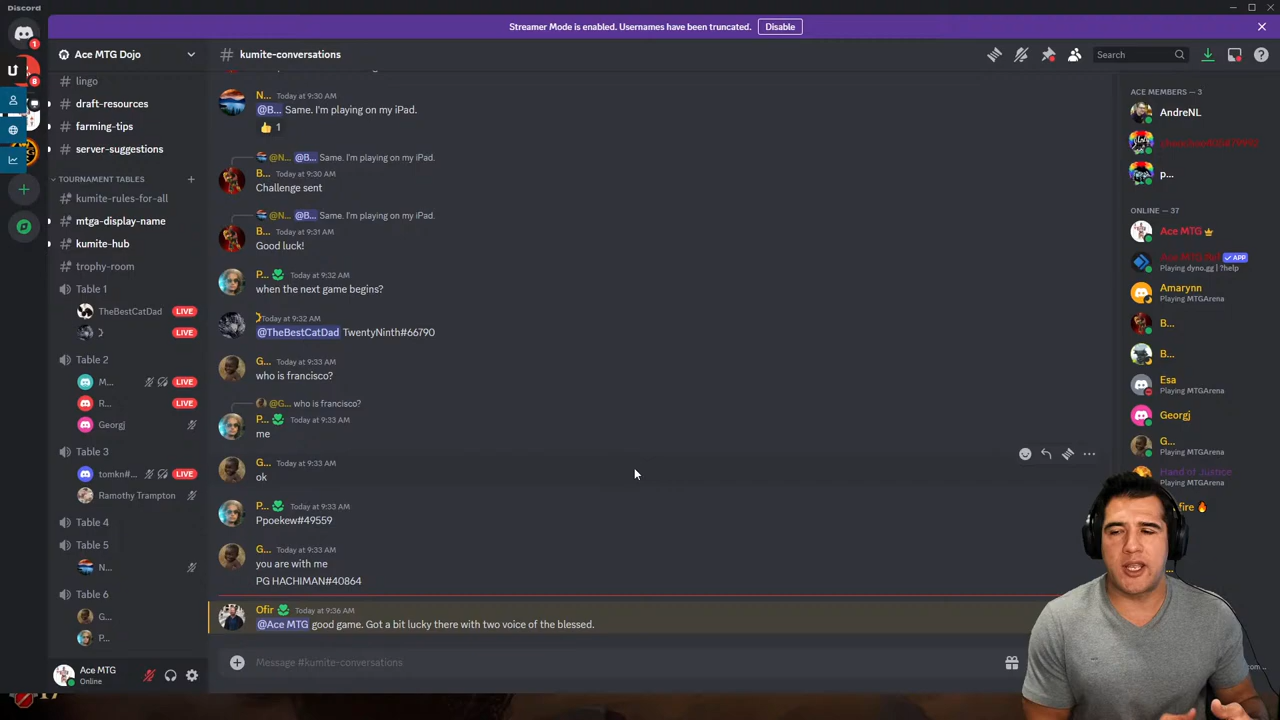 Discord
Streamer Mode is enabled. Usernames have been truncated.
Disable
1
8
Ace MTG Dojo
lingo
draft-resources
farming-tips
server-suggestions
TOURNAMENT TABLES
kumite-rules-for-all
mtga-display-name
kumite-hub
trophy-room
Table 1
TheBestCatDad LIVE
LIVE
Table 2
M... LIVE
R... LIVE
Georgj
Table 3
tomkn#... LIVE
Ramothy Trampton
Table 4
Table 5
N...
Table 6
G...
P...
Ace MTG
Online
# kumite-conversations
Search
N... Today at 9:30 AM
@B... Same. I'm playing on my iPad.
👍 1
@N... @B... Same. I'm playing on my iPad.
B... Today at 9:30 AM
Challenge sent
@N... @B... Same. I'm playing on my iPad.
B... Today at 9:31 AM
Good luck!
P... Today at 9:32 AM
when the next game begins?
Today at 9:32 AM
@TheBestCatDad TwentyNinth#66790
G... Today at 9:33 AM
who is francisco?
@G... who is francisco?
P... Today at 9:33 AM
me
G... Today at 9:33 AM
ok
P... Today at 9:33 AM
Ppoekew#49559
G... Today at 9:33 AM
you are with me
PG HACHIMAN#40864
Ofir Today at 9:36 AM
@Ace MTG good game. Got a bit lucky there with two voice of the blessed.
Message #kumite-conversations
ACE MEMBERS — 3
AndreNL
p...
ONLINE — 37
Ace MTG
APP
Playing dyno.gg | ?help
Amarynn
Playing MTGArena
B...
B...
Esa
Playing MTGArena
Georgj
G...
Playing MTGArena
Hand of Justice
Playing MTGArena
fire 🔥
17